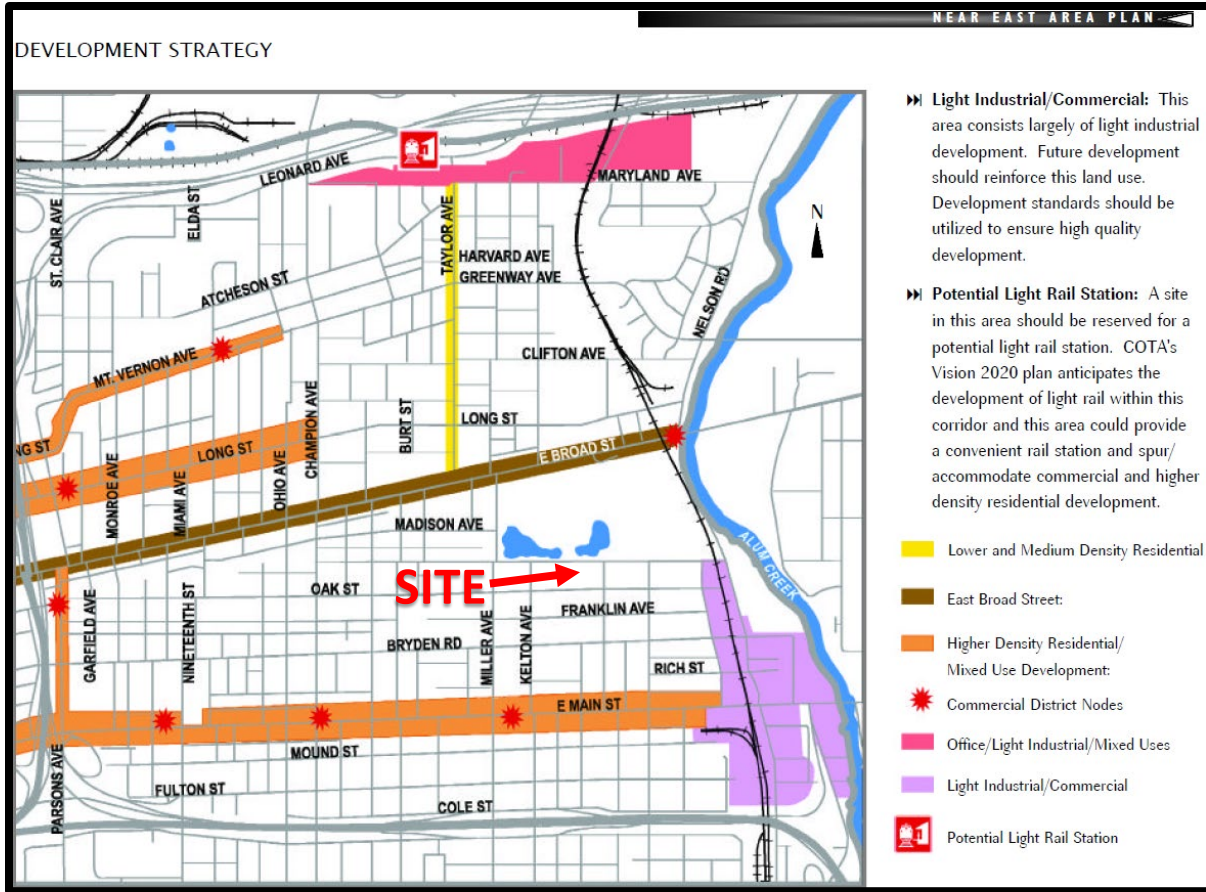 NEAR EAST AREA PLAN
DEVELOPMENT STRATEGY
LEONARD AVE
MARYLAND AVE
ST. CLAIR AVE
ELDA ST
TAYLOR AVE
N
HARVARD AVE
GREENWAY AVE
NELSON RD
ATCHESON ST
MT. VERNON AVE
CLIFTON AVE
CHAMPION AVE
BURT ST
LONG ST
NG ST
LONG ST
E BROAD ST
MONROE AVE
MIAMI AVE
OHIO AVE
MADISON AVE
ALUM CREEK
SITE
OAK ST
FRANKLIN AVE
GARFIELD AVE
NINETEENTH ST
BRYDEN RD
MILLER AVE
KELTON AVE
RICH ST
E MAIN ST
MOUND ST
PARSONS AVE
FULTON ST
COLE ST
Light Industrial/Commercial: This
area consists largely of light industrial
development. Future development
should reinforce this land use.
Development standards should be
utilized to ensure high quality
development.
Potential Light Rail Station: A site
in this area should be reserved for a
potential light rail station. COTA's
Vision 2020 plan anticipates the
development of light rail within this
corridor and this area could provide
a convenient rail station and spur/
accommodate commercial and higher
density residential development.
Lower and Medium Density Residential
East Broad Street:
Higher Density Residential/
Mixed Use Development:
Commercial District Nodes
Office/Light Industrial/Mixed Uses
Light Industrial/Commercial
Potential Light Rail Station